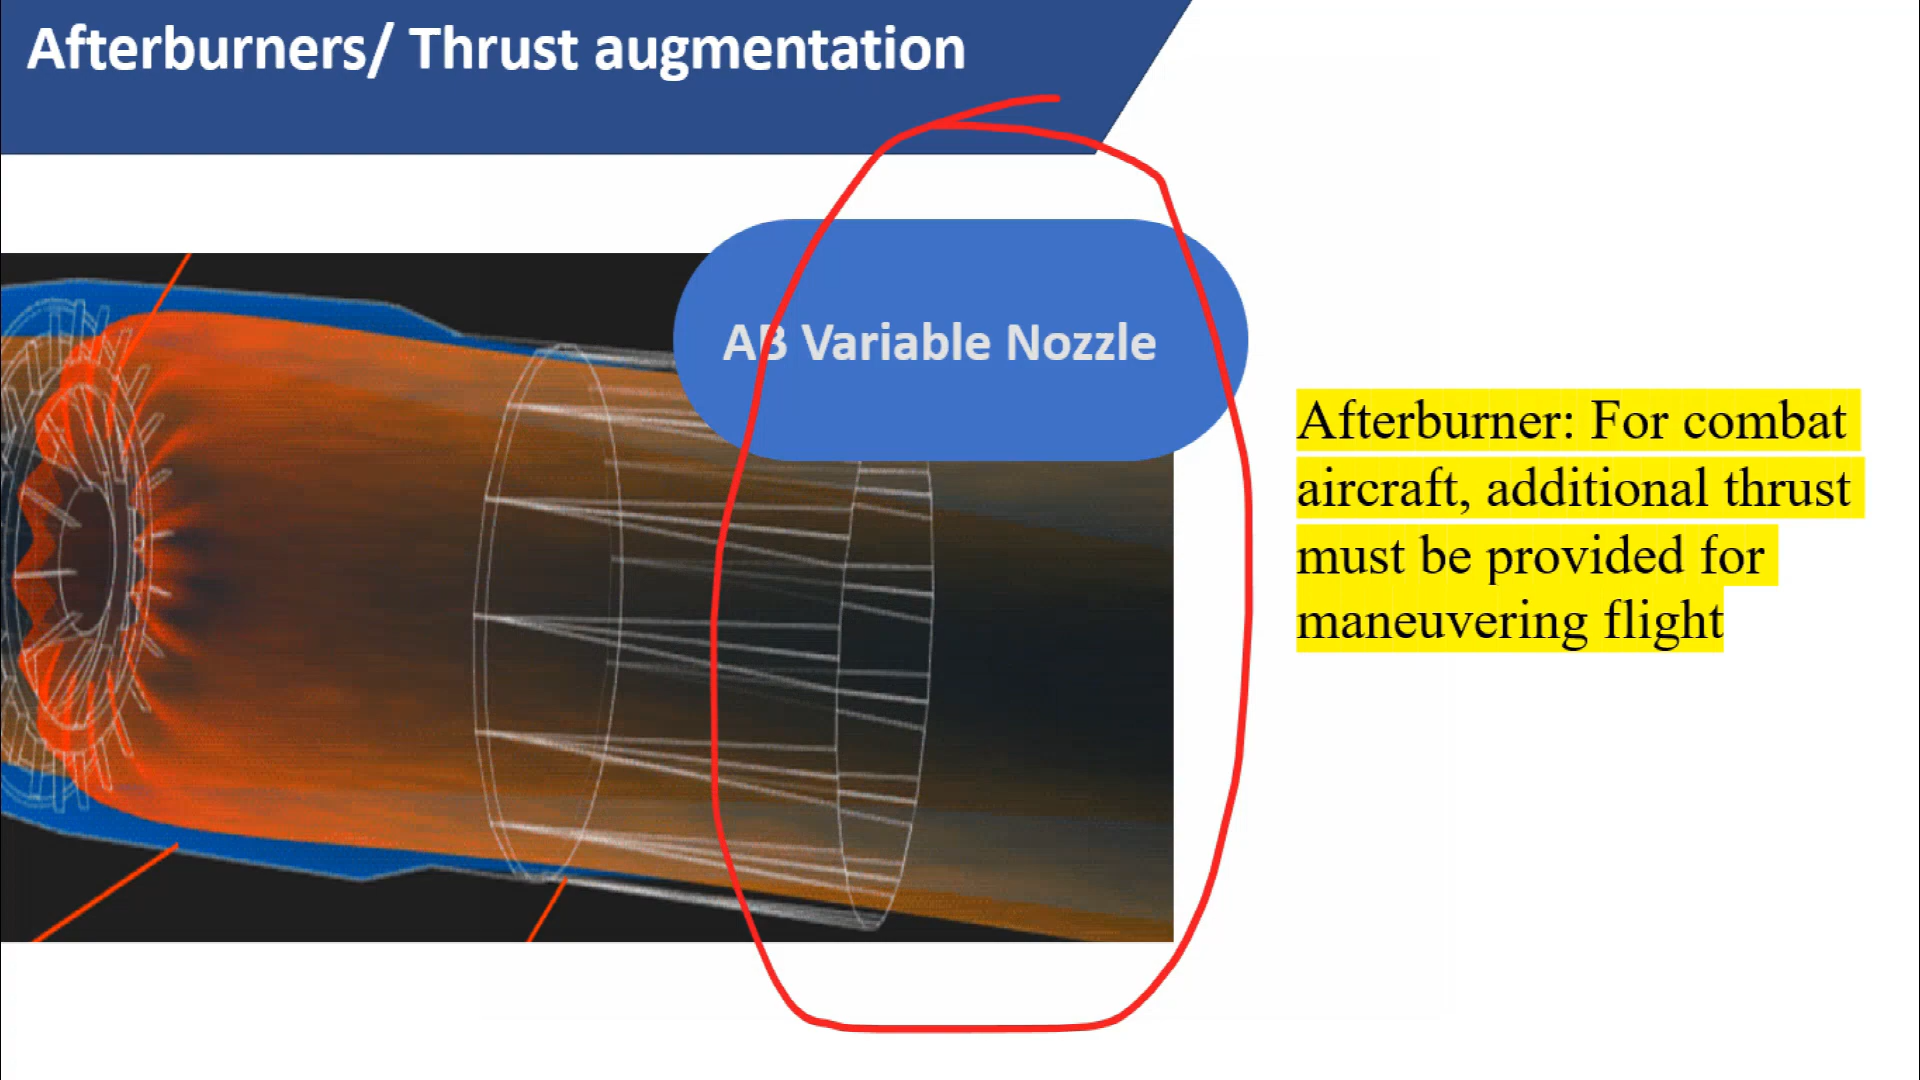 Afterburners/ Thrust augmentation
AB Variable Nozzle
Afterburner: For combat
aircraft, additional thrust
must be provided for
maneuvering flight